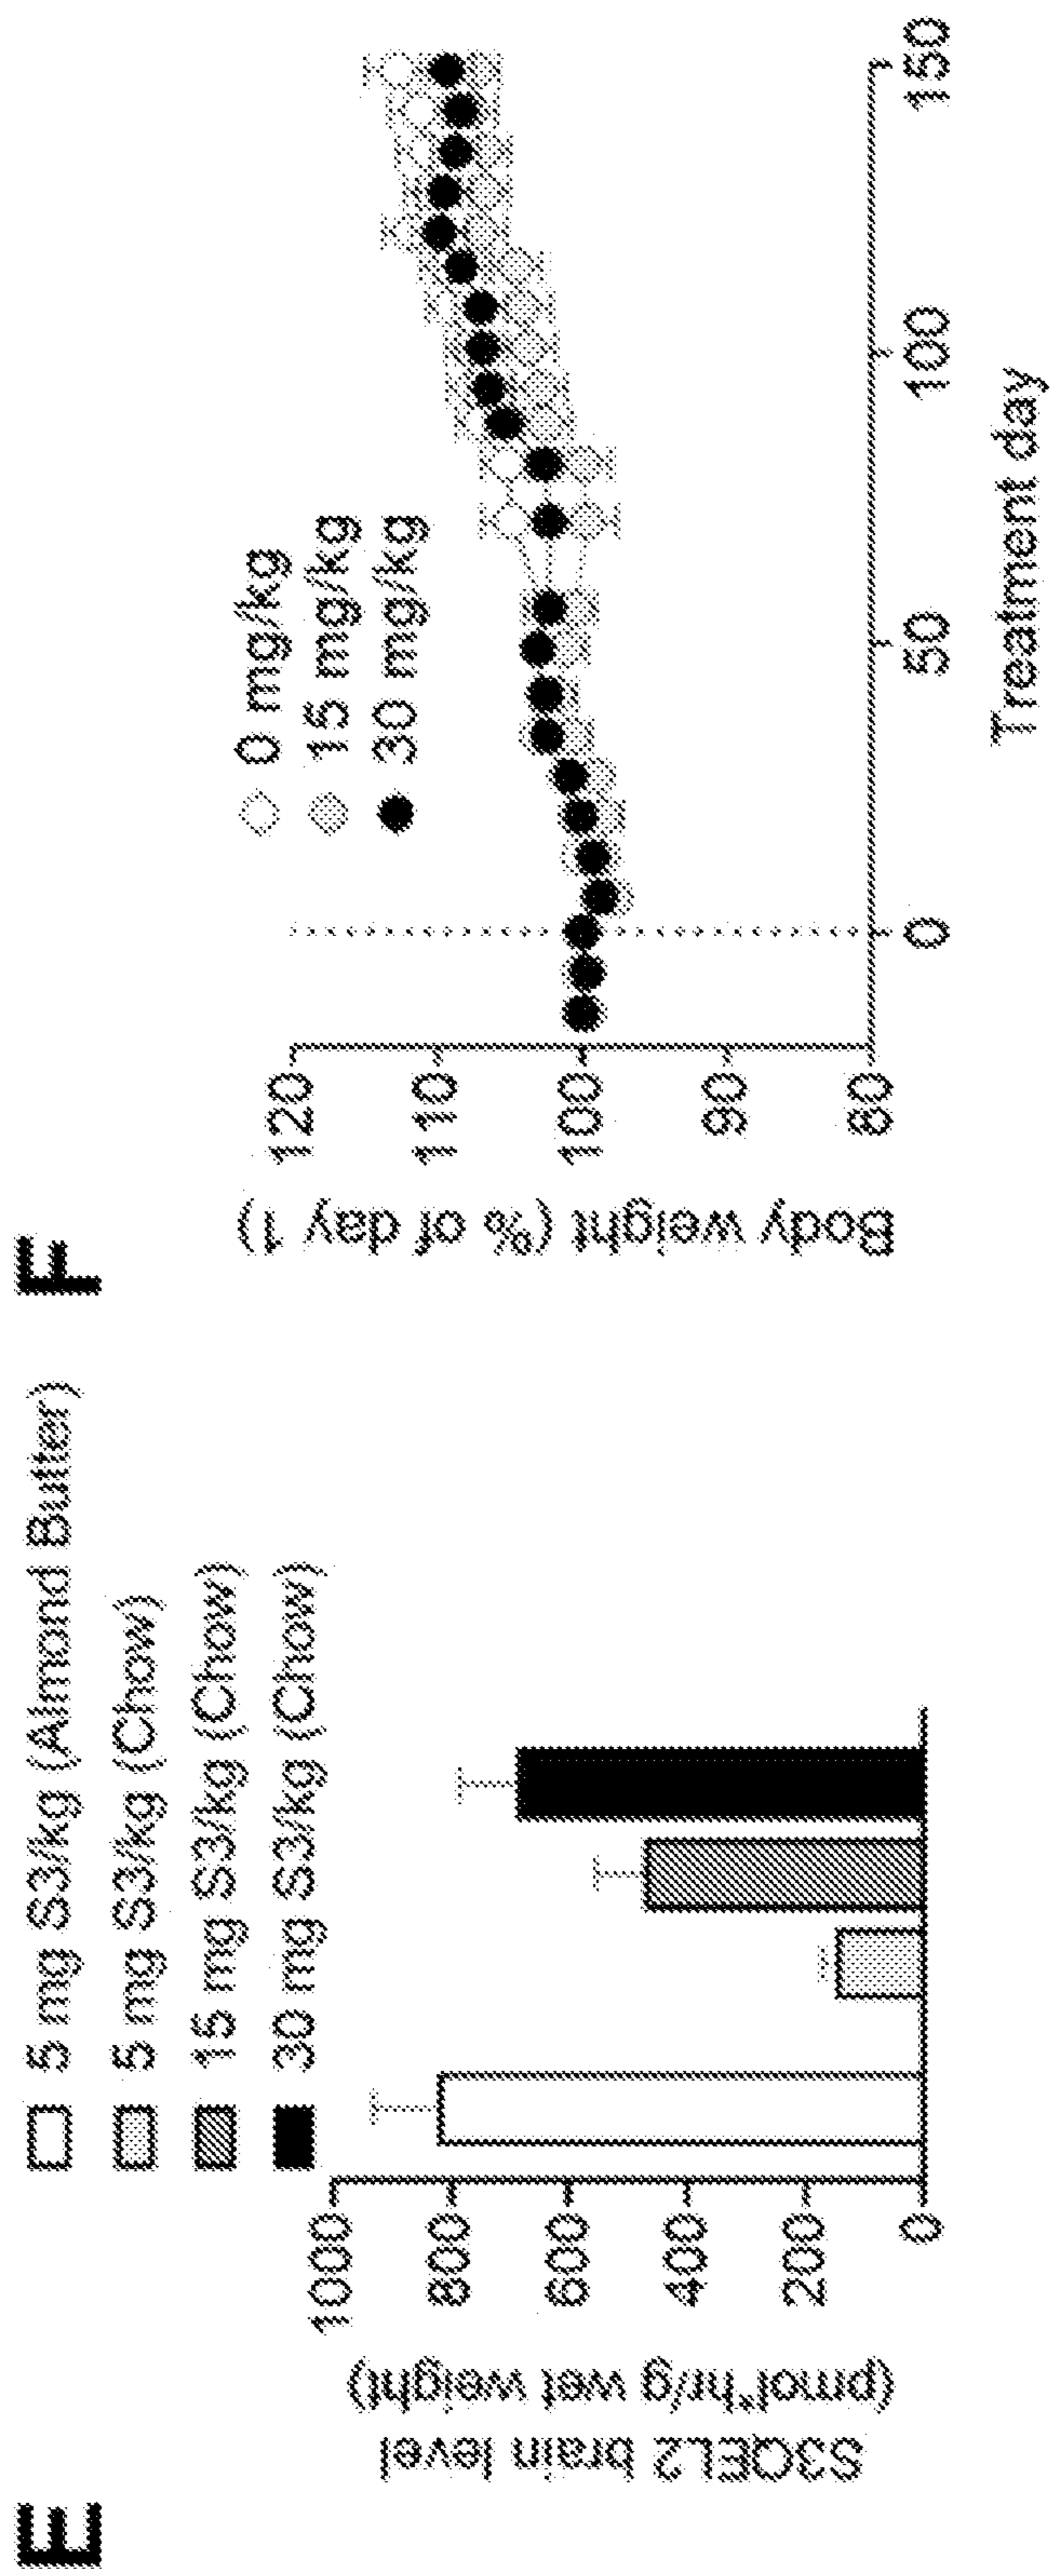 E
5 mg S3/kg (Almond Butter)
5 mg S3/kg (Chow)
15 mg S3/kg (Chow)
30 mg S3/kg (Chow)
S3QEL2 brain level
(pmol*hr/g wet weight)
1000
800
600
400
200
0
F
0 mg/kg
15 mg/kg
30 mg/kg
Body weight (% of day 1)
120
110
100
90
80
0
50
100
150
Treatment day